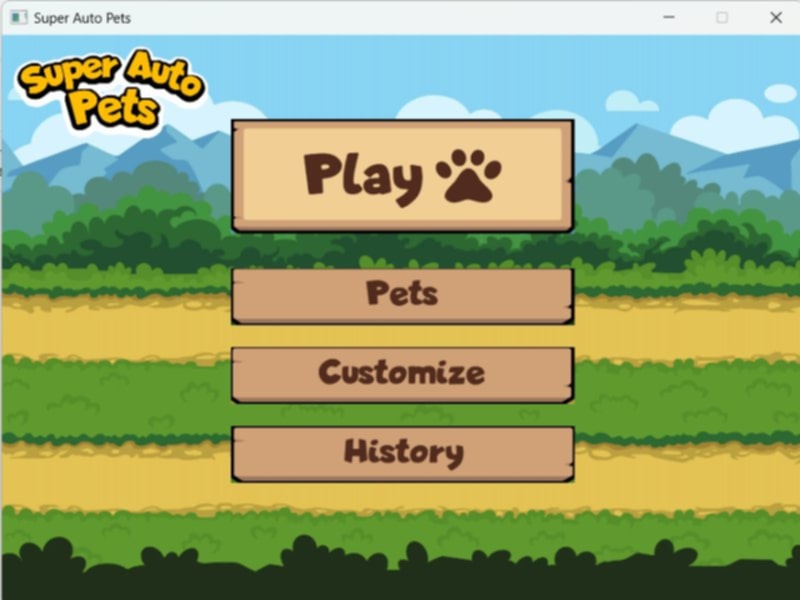 Super Auto Pets
Super Auto
Pets
Play
Pets
Customize
History